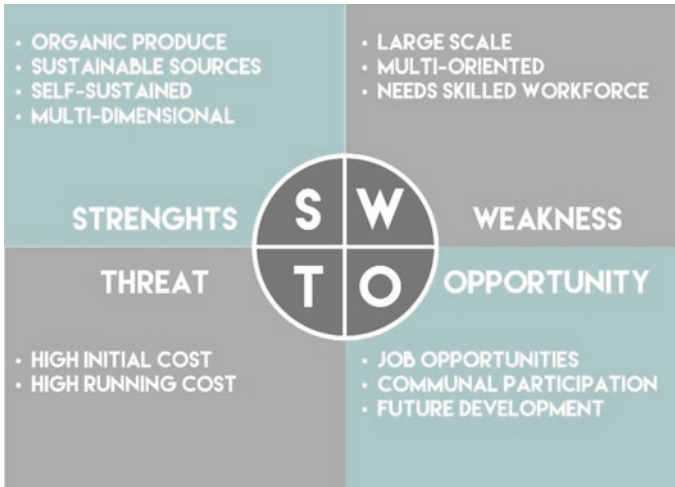 • ORGANIC PRODUCE
• SUSTAINABLE SOURCES
• SELF-SUSTAINED
• MULTI-DIMENSIONAL
STRENGHTS
• LARGE SCALE
• MULTI-ORIENTED
• NEEDS SKILLED WORKFORCE
WEAKNESS
S W
T O
THREAT
• HIGH INITIAL COST
• HIGH RUNNING COST
OPPORTUNITY
• JOB OPPORTUNITIES
• COMMUNAL PARTICIPATION
• FUTURE DEVELOPMENT